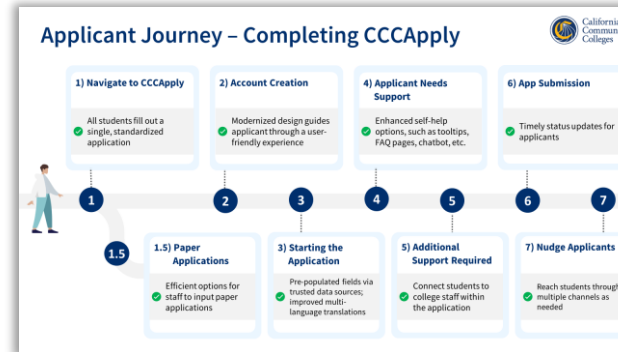 Applicant Journey – Completing CCCApply
California
Community
Colleges
1) Navigate to CCCApply
All students fill out a
single, standardized
application
2) Account Creation
Modernized design guides
applicant through a user-
friendly experience
4) Applicant Needs
Support
Enhanced self-help
options, such as tooltips,
FAQ pages, chatbot, etc.
6) App Submission
Timely status updates for
applicants
1
2
3
4
5
6
7
1.5
1.5) Paper
Applications
Efficient options for
staff to input paper
applications
3) Starting the
Application
Pre-populated fields via
trusted data sources;
improved multi-
language translations
5) Additional
Support Required
Connect students to
college staff within
the application
7) Nudge Applicants
Reach students through
multiple channels as
needed